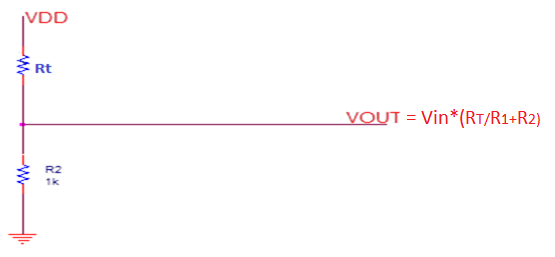 VDD
Rt
VOUT = Vin*(RT/R1+R2)
R2
1k